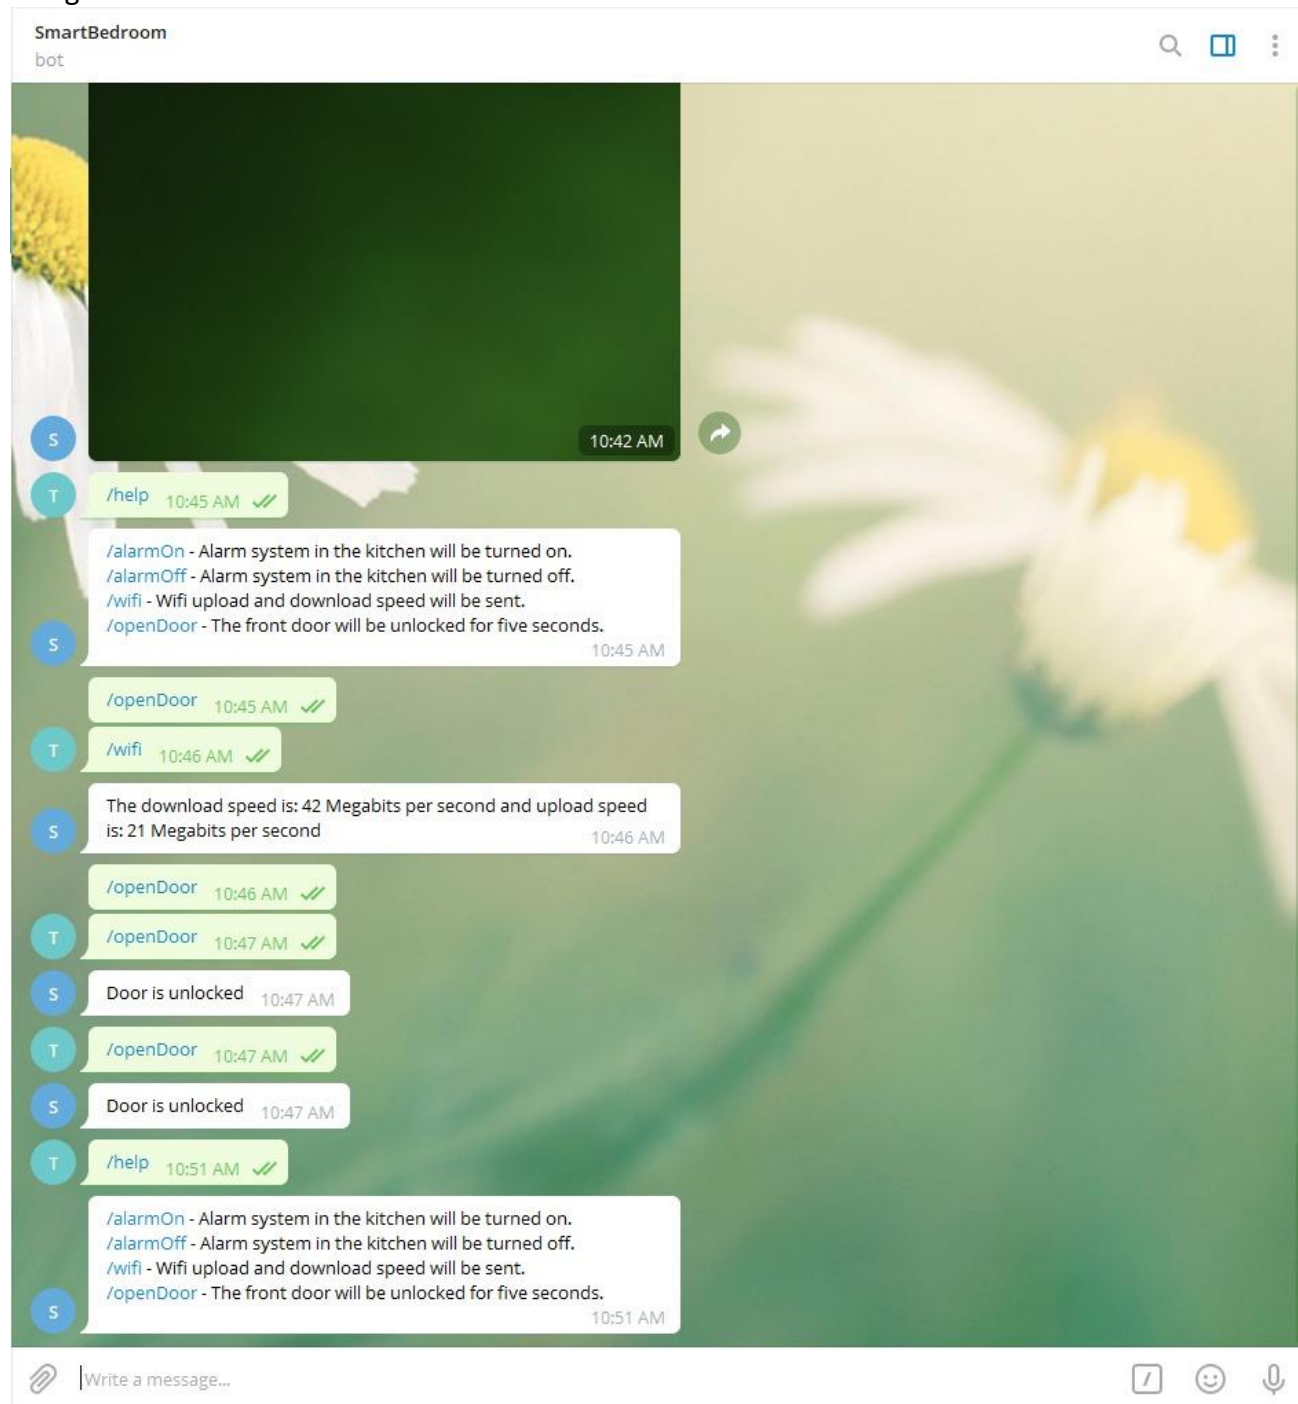 SmartBedroom
bot
10:42 AM
S
T
/help 10:45 AM
/alarmOn - Alarm system in the kitchen will be turned on.
/alarmOff - Alarm system in the kitchen will be turned off.
/wifi - Wifi upload and download speed will be sent.
/openDoor - The front door will be unlocked for five seconds.
S
10:45 AM
/openDoor 10:45 AM
T
/wifi 10:46 AM
The download speed is: 42 Megabits per second and upload speed
S
is: 21 Megabits per second 10:46 AM
/openDoor 10:46 AM
T
/openDoor 10:47 AM
S
Door is unlocked 10:47 AM
T
/openDoor 10:47 AM
S
Door is unlocked 10:47 AM
T
/help 10:51 AM
/alarmOn - Alarm system in the kitchen will be turned on.
/alarmOff - Alarm system in the kitchen will be turned off.
/wifi - Wifi upload and download speed will be sent.
/openDoor - The front door will be unlocked for five seconds.
S
10:51 AM
Write a message...